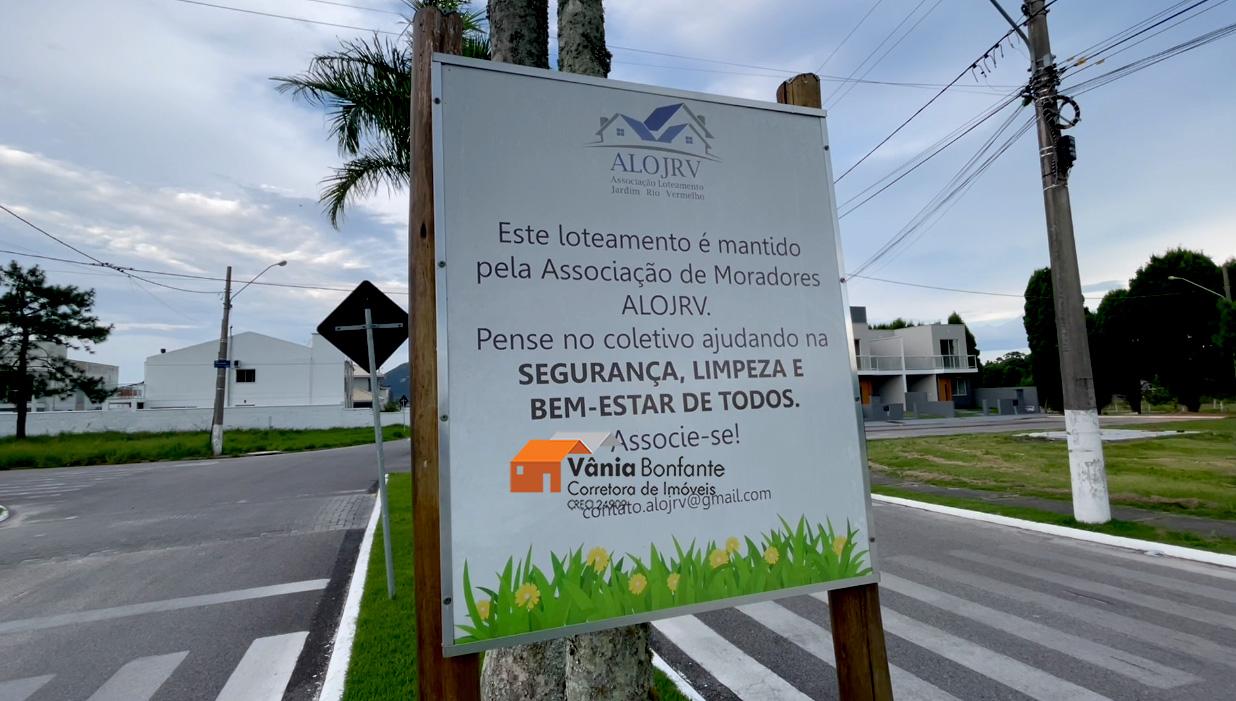 ALOJRV
Associação Loteamento
Jardim Rio Vermelho
Este loteamento é mantido
pela Associação de Moradores
ALOJRV.
Pense no coletivo ajudando na
SEGURANÇA, LIMPEZA E
BEM-ESTAR DE TODOS.
Associe-se!
Vânia Bonfante
Corretora de Imóveis
contato.alojrv@gmail.com